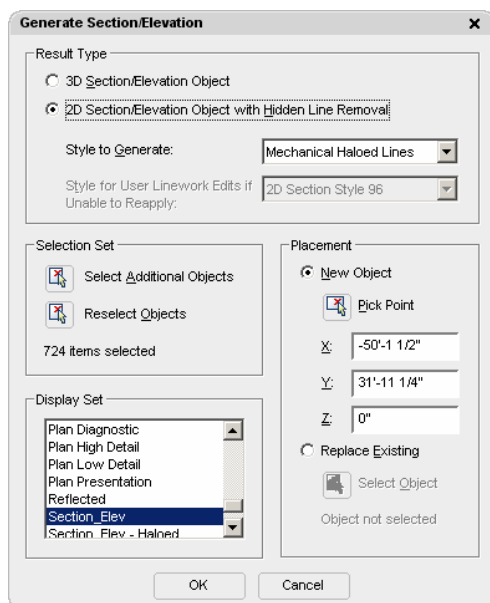 Generate Section/Elevation
Result Type
3D Section/Elevation Object
2D Section/Elevation Object with Hidden Line Removal
Style to Generate:
Mechanical Haloed Lines
Style for User Linework Edits if
Unable to Reapply:
2D Section Style 96
Selection Set
Select Additional Objects
Reselect Objects
724 items selected
Display Set
Plan Diagnostic
Plan High Detail
Plan Low Detail
Plan Presentation
Reflected
Section_Elev
Section_Elev - Haloed
Placement
New Object
Pick Point
X: -50'-1 1/2"
Y: 31'-11 1/4"
Z: 0"
Replace Existing
Select Object
Object not selected
OK
Cancel